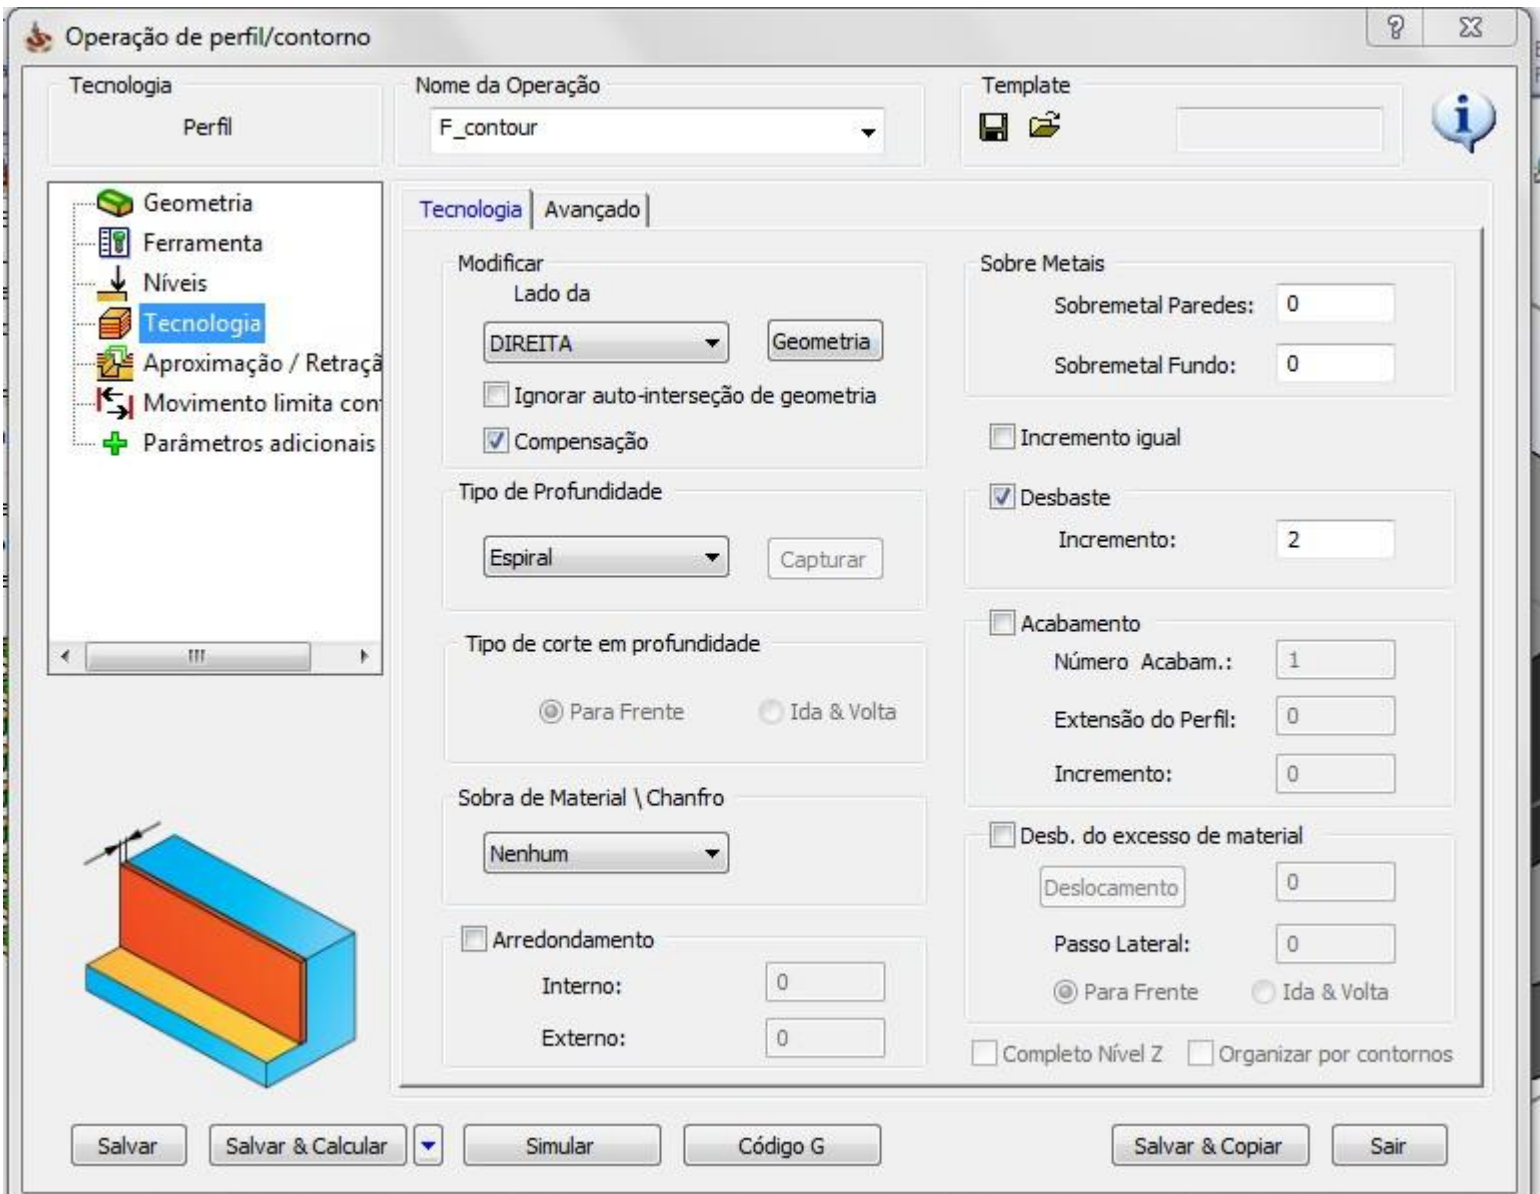 Operação de perfil/contorno
Tecnologia
Perfil
Nome da Operação
F_contour
Template
Geometria
Ferramenta
Níveis
Tecnologia
Aproximação / Retraçã
Movimento limita con
Parâmetros adicionais
Tecnologia Avançado
Modificar
Lado da
DIREITA Geometria
Ignorar auto-interseção de geometria
Compensação
Tipo de Profundidade
Espiral Capturar
Tipo de corte em profundidade
Para Frente Ida & Volta
Sobra de Material \ Chanfro
Nenhum
Arredondamento
Interno: 0
Externo: 0
Sobre Metais
Sobremetal Paredes: 0
Sobremetal Fundo: 0
Incremento igual
Desbaste
Incremento: 2
Acabamento
Número Acabam.: 1
Extensão do Perfil: 0
Incremento: 0
Desb. do excesso de material
Deslocamento 0
Passo Lateral: 0
Para Frente Ida & Volta
Completo Nível Z Organizar por contornos
Salvar Salvar & Calcular Simular Código G Salvar & Copiar Sair